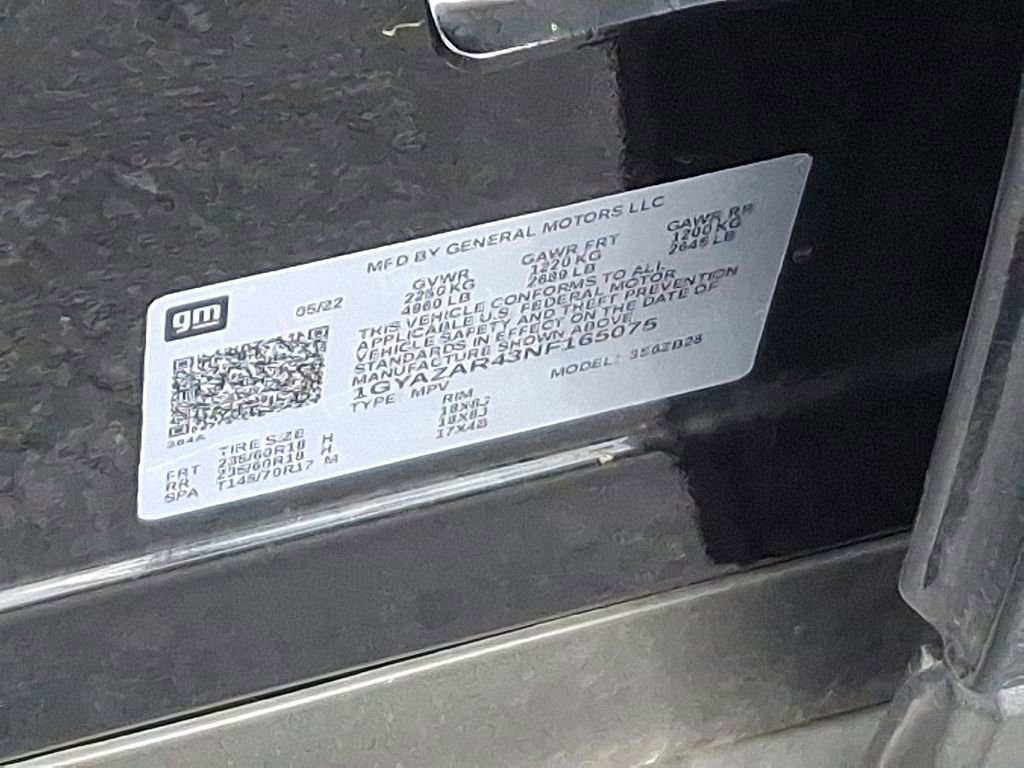 MFD BY GENERAL MOTORS LLC
gm
05/22
GVWR GAWR FRT GAWR RR
2250 KG 1220 KG 1200 KG
4960 LB 2689 LB 2645 LB
THIS VEHICLE CONFORMS TO ALL
APPLICABLE U.S. FEDERAL MOTOR
VEHICLE SAFETY AND THEFT PREVENTION
STANDARDS IN EFFECT ON THE DATE OF
MANUFACTURE SHOWN ABOVE.
1GYAZAR43NF165075
TYPE MPV MODEL:
TIRE SIZE RIM
FRT 235/60R18 H 18X8J
RR 235/60R18 H 18X8J
SPA T145/70R17 M 17X4B